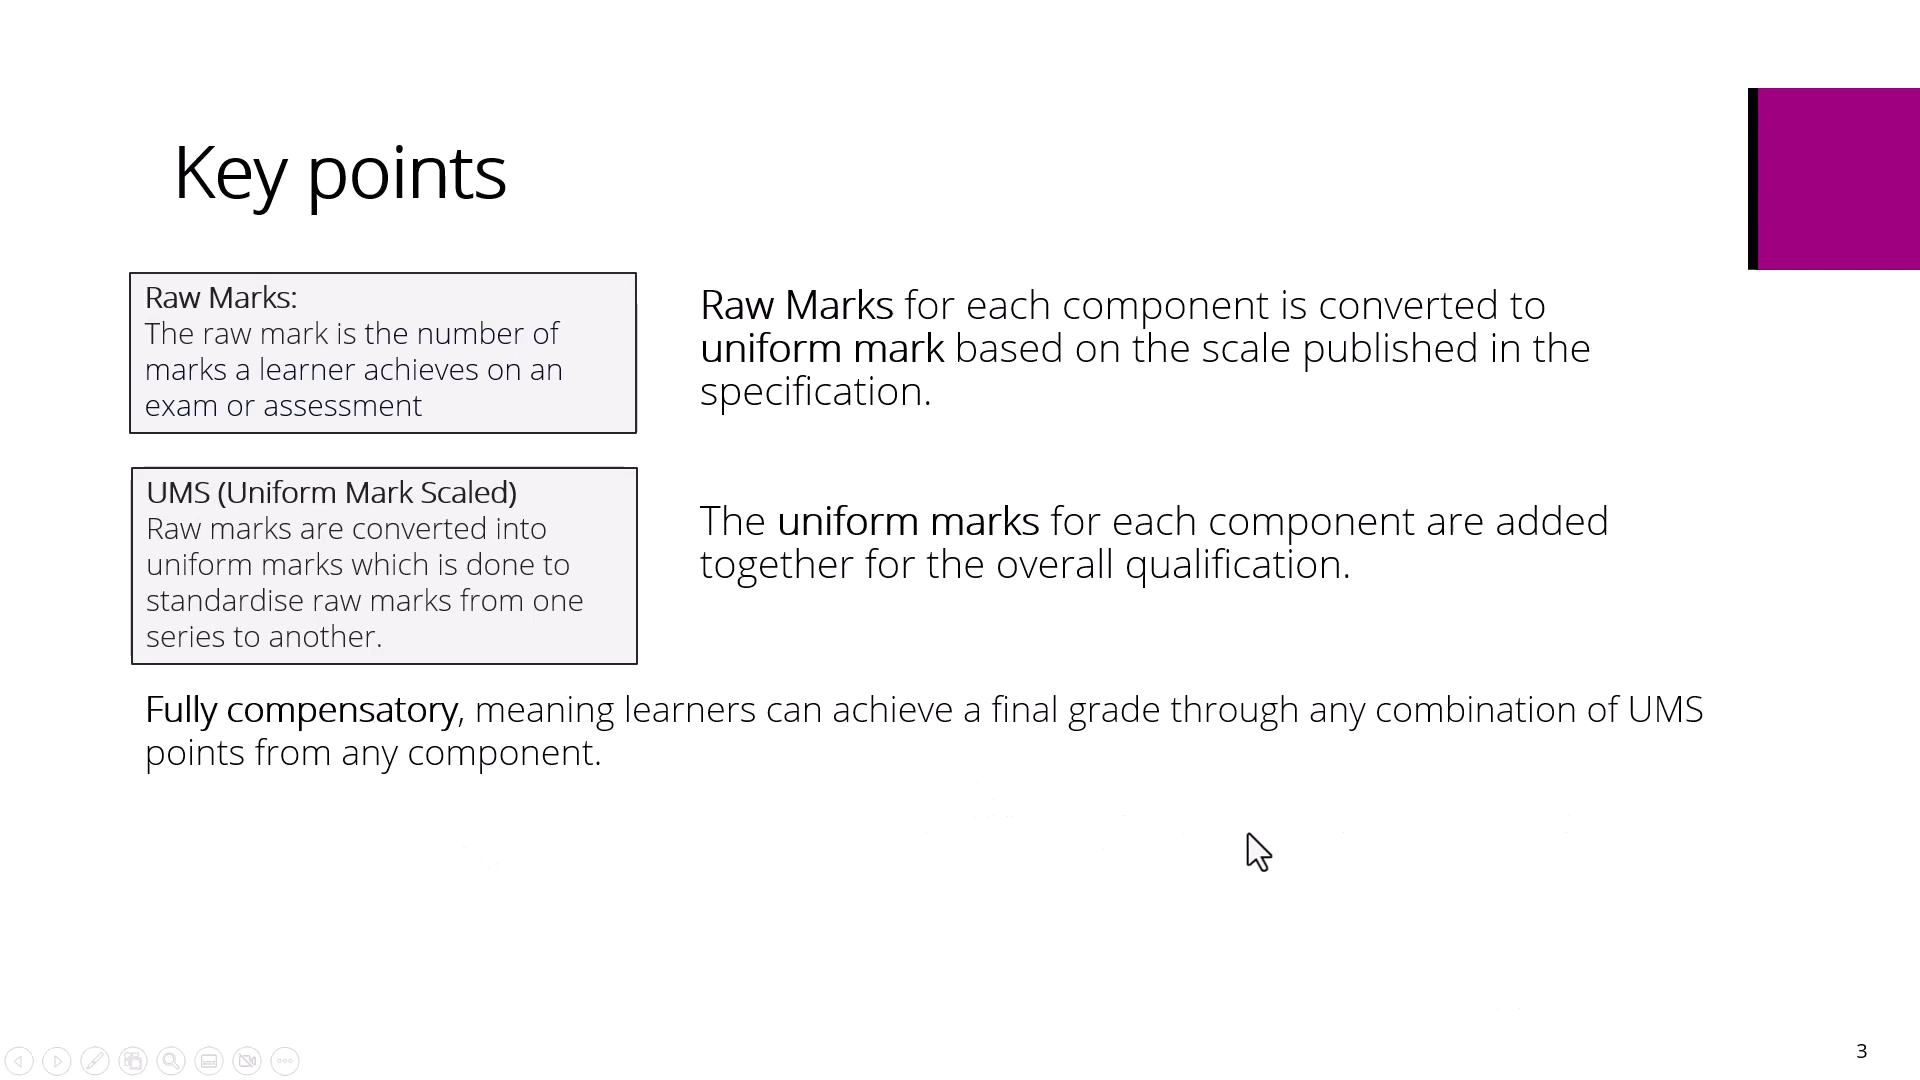 Key points
Raw Marks:
The raw mark is the number of
marks a learner achieves on an
exam or assessment
Raw Marks for each component is converted to
uniform mark based on the scale published in the
specification.
UMS (Uniform Mark Scaled)
Raw marks are converted into
uniform marks which is done to
standardise raw marks from one
series to another.
The uniform marks for each component are added
together for the overall qualification.
Fully compensatory, meaning learners can achieve a final grade through any combination of UMS
points from any component.
3